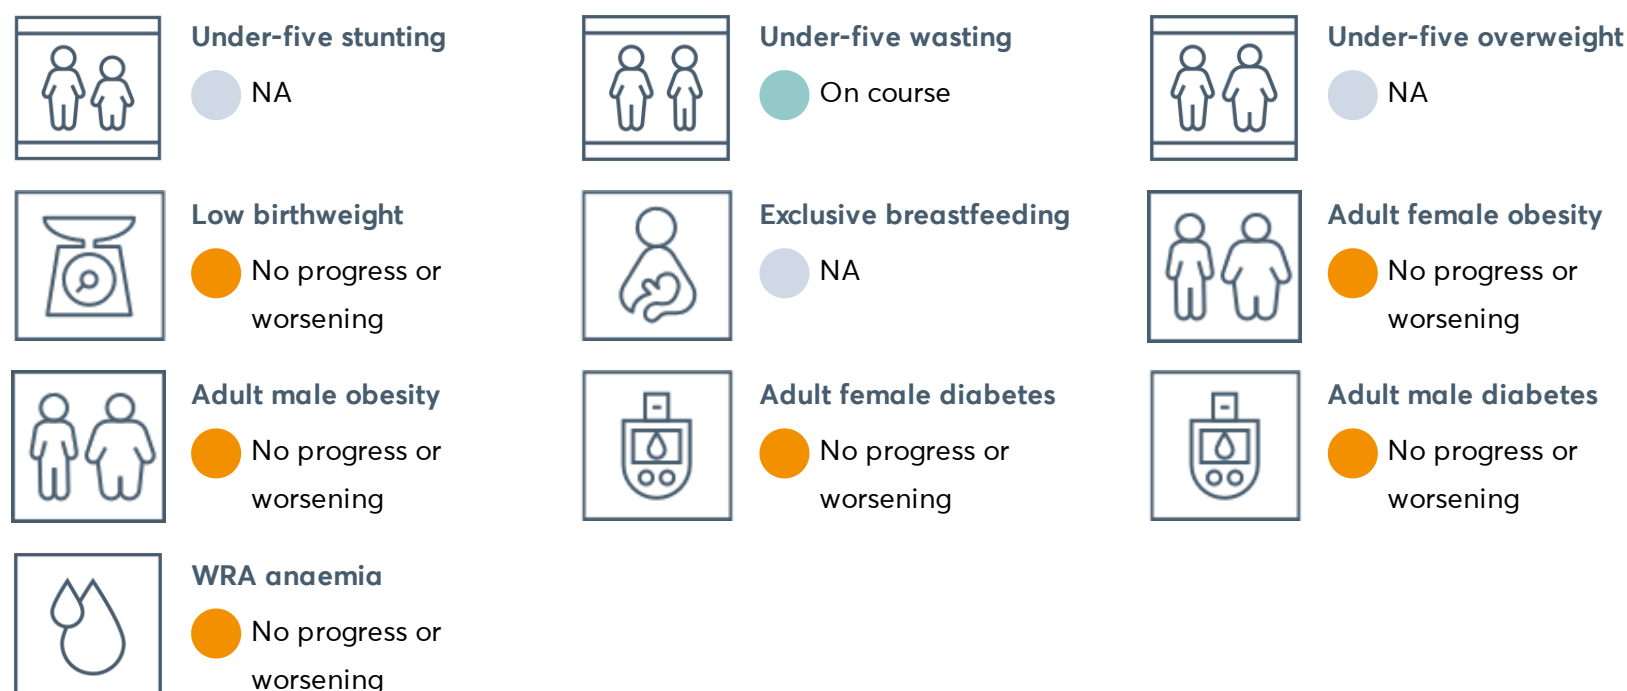 Under-five stunting
NA
Under-five wasting
On course
Under-five overweight
NA
Low birthweight
No progress or
worsening
Exclusive breastfeeding
NA
Adult female obesity
No progress or
worsening
Adult male obesity
No progress or
worsening
Adult female diabetes
No progress or
worsening
Adult male diabetes
No progress or
worsening
WRA anaemia
No progress or
worsening